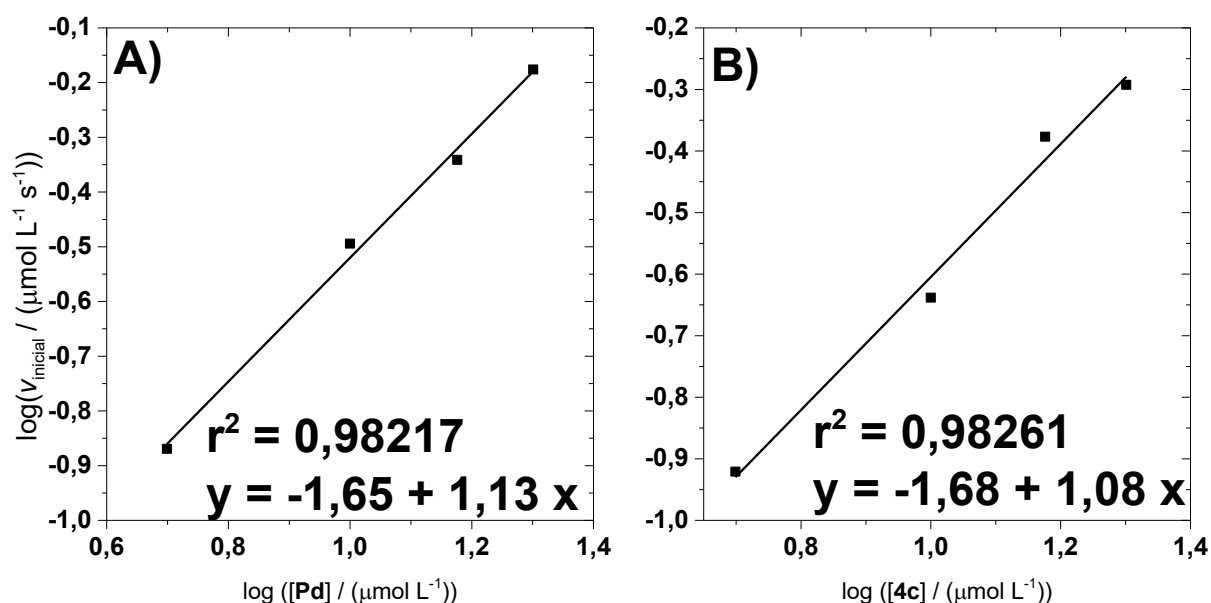 A)
log(v_inicial / (μmol L⁻¹ s⁻¹))
-0,1
-0,2
-0,3
-0,4
-0,5
-0,6
-0,7
-0,8
-0,9
-1,0
r² = 0,98217
y = -1,65 + 1,13 x
0,6 0,8 1,0 1,2 1,4
log ([Pd] / (μmol L⁻¹))
B)
-0,2
-0,3
-0,4
-0,5
-0,6
-0,7
-0,8
-0,9
-1,0
r² = 0,98261
y = -1,68 + 1,08 x
0,8 1,0 1,2 1,4
log ([4c] / (μmol L⁻¹))